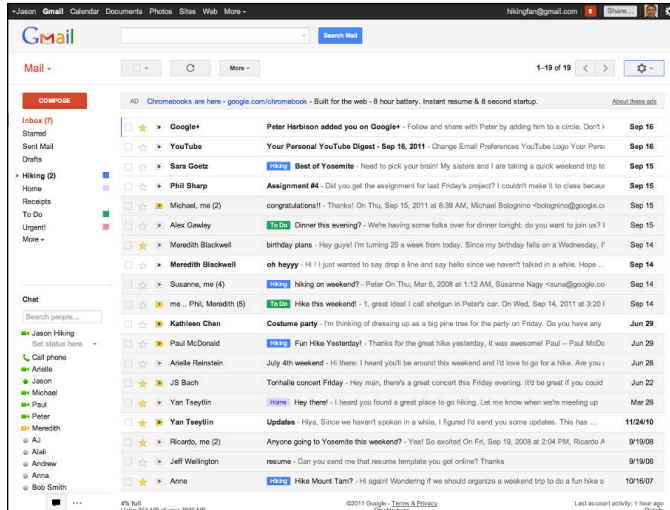 +Jason Gmail Calendar Documents Photos Sites Web More
hikingfan@gmail.com 6 Share...
GMail
Search Mail
Mail
More
1–19 of 19
COMPOSE
AD Chromebooks are here - google.com/chromebook - Built for the web - 8 hour battery. Instant resume & 8 second startup. About these ads
Inbox (7)
Starred
Sent Mail
Drafts
Hiking (2)
Home
Receipts
To Do
Urgent!
More
Google+ Peter Harbison added you on Google+ - Follow and share with Peter by adding him to a circle. Don't Sep 16
YouTube Your Personal YouTube Digest - Sep 16, 2011 - Change Email Preferences YouTube Logo Your Sep 16
Sara Goetz Hiking Best of Yosemite - Need to pick your brain! My sisters and I are taking a quick weekend trip to Sep 15
Phil Sharp Assignment #4 - Did you get the assignment for last Friday's project? I couldn't make it to class Sep 15
Michael, me (2) congratulations!! - Thanks! On Thu, Sep 15, 2011 at 8:39 AM, Michael Bolognino <bolognino@google.co Sep 15
Alex Gawley To Do Dinner this evening? - We're having some folks over for dinner tonight. do you want to join us? Sep 15
Meredith Blackwell birthday plans - Hey guys! I'm turning 25 a week from today. Since my birthday falls on a Wednesday, Sep 14
Meredith Blackwell oh heyyy - Hi ! I just wanted to drop a line and say hello since we haven't talked in a while. Hope ... Sep 14
Susanne, me (4) Hiking hiking on weekend? - Peter On Thu, Mar 6, 2008 at 1:12 AM, Susanne Nagy <suna@google.co Sep 14
me .. Phil, Meredith (5) To Do Hike this weekend! - 1. great idea! I call shotgun in Peter's car. On Wed, Sep 14, 2011 at 3:20 Sep 14
Kathleen Chen Costume party - I'm thinking of dressing up as a big pine tree for the party on Friday. Do you have any Jun 29
Paul McDonald Hiking Fun Hike Yesterday! - Thanks for the great hike yesterday, it was awesome! Paul -- Paul Jun 29
Arielle Reinstein July 4th weekend - Hi there: I heard you'll be around this weekend and I'd love to go for a hike. Are you Jun 28
JS Bach Tonhalle concert Friday - Hey man, there's a great concert this Friday evening. It'd be great if you could Jun 22
Yan Tseytlin Home Hey there! - I heard you found a great place to go hiking. Let me know when we're meeting up Mar 28
Yan Tseytlin Updates - Hiya, Since we haven't spoken in a while, I figured I'd send you some updates. This has ... 11/24/10
Ricardo, me (2) Anyone going to Yosemite this weekend? - Yes! So excited On Fri, Sep 19, 2008 at 2:04 PM, Ricardo A 9/19/08
Jeff Wellington resume - Can you send me that resume template you got online? Thanks 9/19/08
Anne Hiking Hike Mount Tam? - Hi again! Wondering if we should organize a weekend trip to do a fun hike 10/16/07
Chat
Search people...
Jason Hiking
Set status here
Call phone
Arielle
Jason
Michael
Paul
Peter
Meredith
AJ
Alali
Andrew
Anna
Bob Smith
4% full
©2011 Google - Terms & Privacy
Last account activity: 1 hour ago